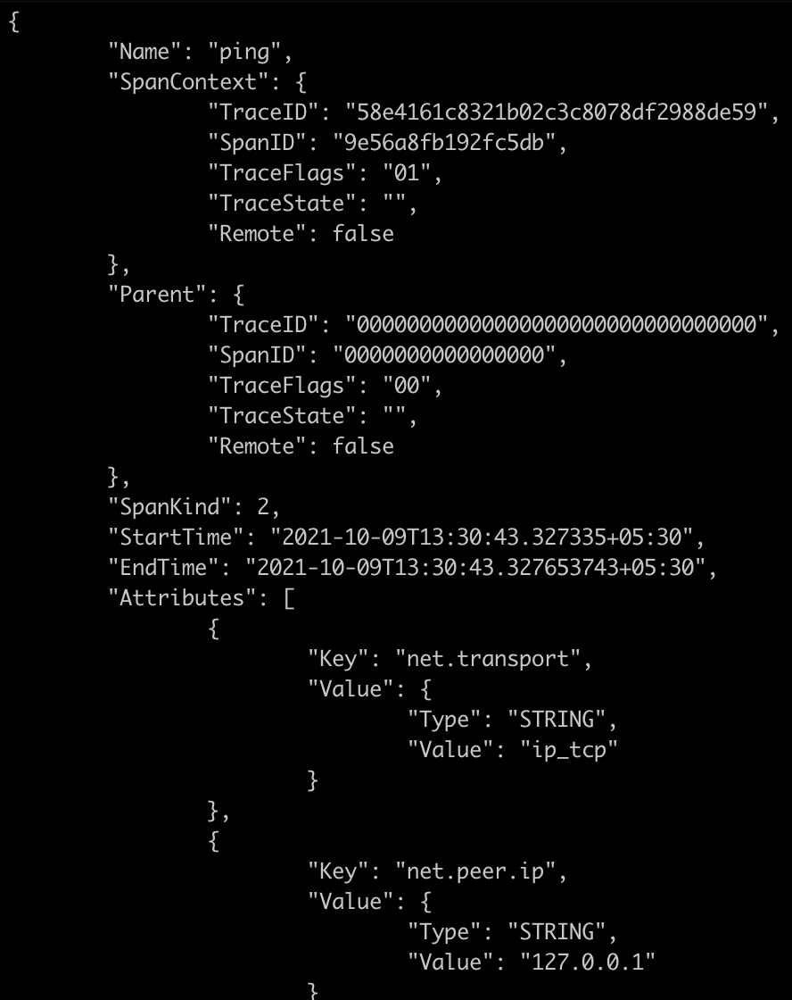 {
"Name": "ping",
"SpanContext": {
"TraceID": "58e4161c8321b02c3c8078df2988de59",
"SpanID": "9e56a8fb192fc5db",
"TraceFlags": "01",
"TraceState": "",
"Remote": false
},
"Parent": {
"TraceID": "00000000000000000000000000000000",
"SpanID": "0000000000000000",
"TraceFlags": "00",
"TraceState": "",
"Remote": false
},
"SpanKind": 2,
"StartTime": "2021-10-09T13:30:43.327335+05:30",
"EndTime": "2021-10-09T13:30:43.327653743+05:30",
"Attributes": [
{
"Key": "net.transport",
"Value": {
"Type": "STRING",
"Value": "ip_tcp"
}
},
{
"Key": "net.peer.ip",
"Value": {
"Type": "STRING",
"Value": "127.0.0.1"
}